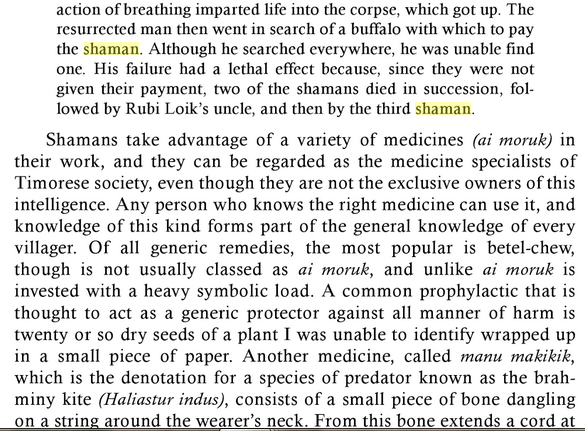 action of breathing imparted life into the corpse, which got up. The
resurrected man then went in search of a buffalo with which to pay
the shaman. Although he searched everywhere, he was unable find
one. His failure had a lethal effect because, since they were not
given their payment, two of the shamans died in succession, fol-
lowed by Rubi Loik's uncle, and then by the third shaman.
Shamans take advantage of a variety of medicines (ai moruk) in
their work, and they can be regarded as the medicine specialists of
Timorese society, even though they are not the exclusive owners of this
intelligence. Any person who knows the right medicine can use it, and
knowledge of this kind forms part of the general knowledge of every
villager. Of all generic remedies, the most popular is betel-chew,
though is not usually classed as ai moruk, and unlike ai moruk is
invested with a heavy symbolic load. A common prophylactic that is
thought to act as a generic protector against all manner of harm is
twenty or so dry seeds of a plant I was unable to identify wrapped up
in a small piece of paper. Another medicine, called manu makikik,
which is the denotation for a species of predator known as the brah-
miny kite (Haliastur indus), consists of a small piece of bone dangling
on a string around the wearer's neck. From this bone extends a cord at